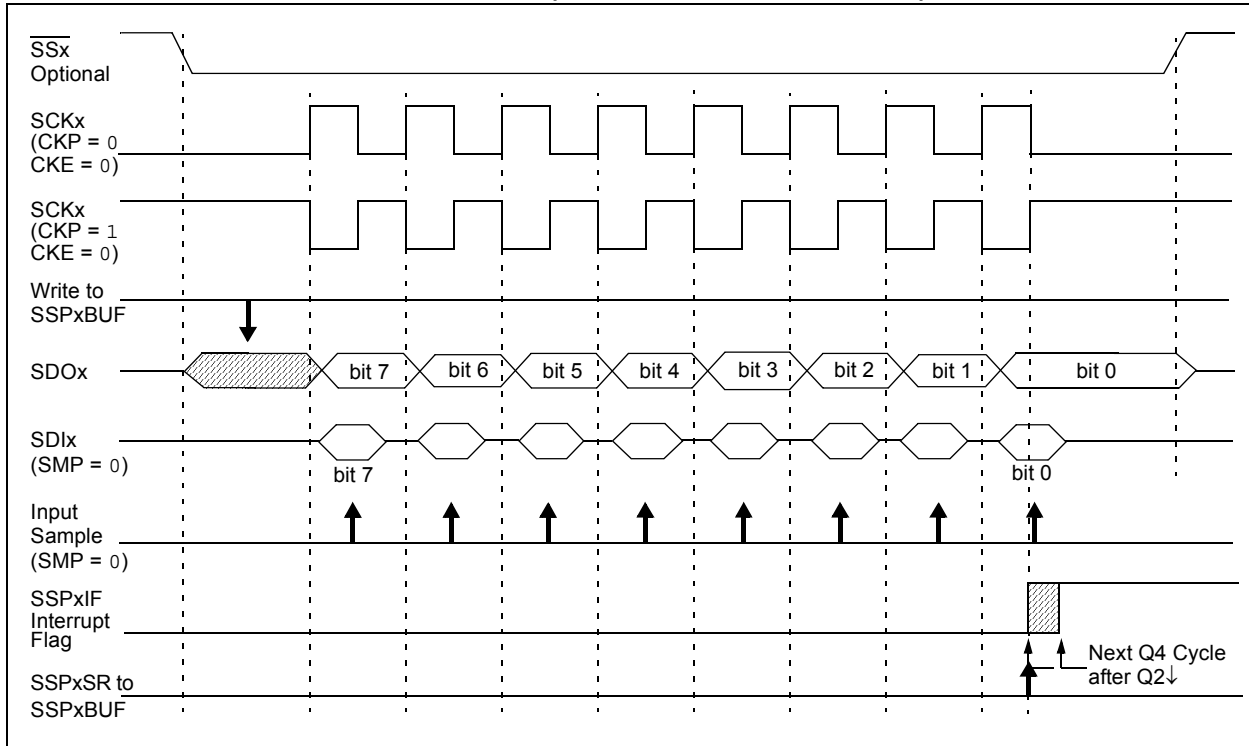 SSx
Optional
SCKx
(CKP = 0
CKE = 0)
SCKx
(CKP = 1
CKE = 0)
Write to
SSPxBUF
SDOx
bit 7
bit 6
bit 5
bit 4
bit 3
bit 2
bit 1
bit 0
SDIx
(SMP = 0)
bit 7
bit 0
Input
Sample
(SMP = 0)
SSPxIF
Interrupt
Flag
Next Q4 Cycle
after Q2↓
SSPxSR to
SSPxBUF